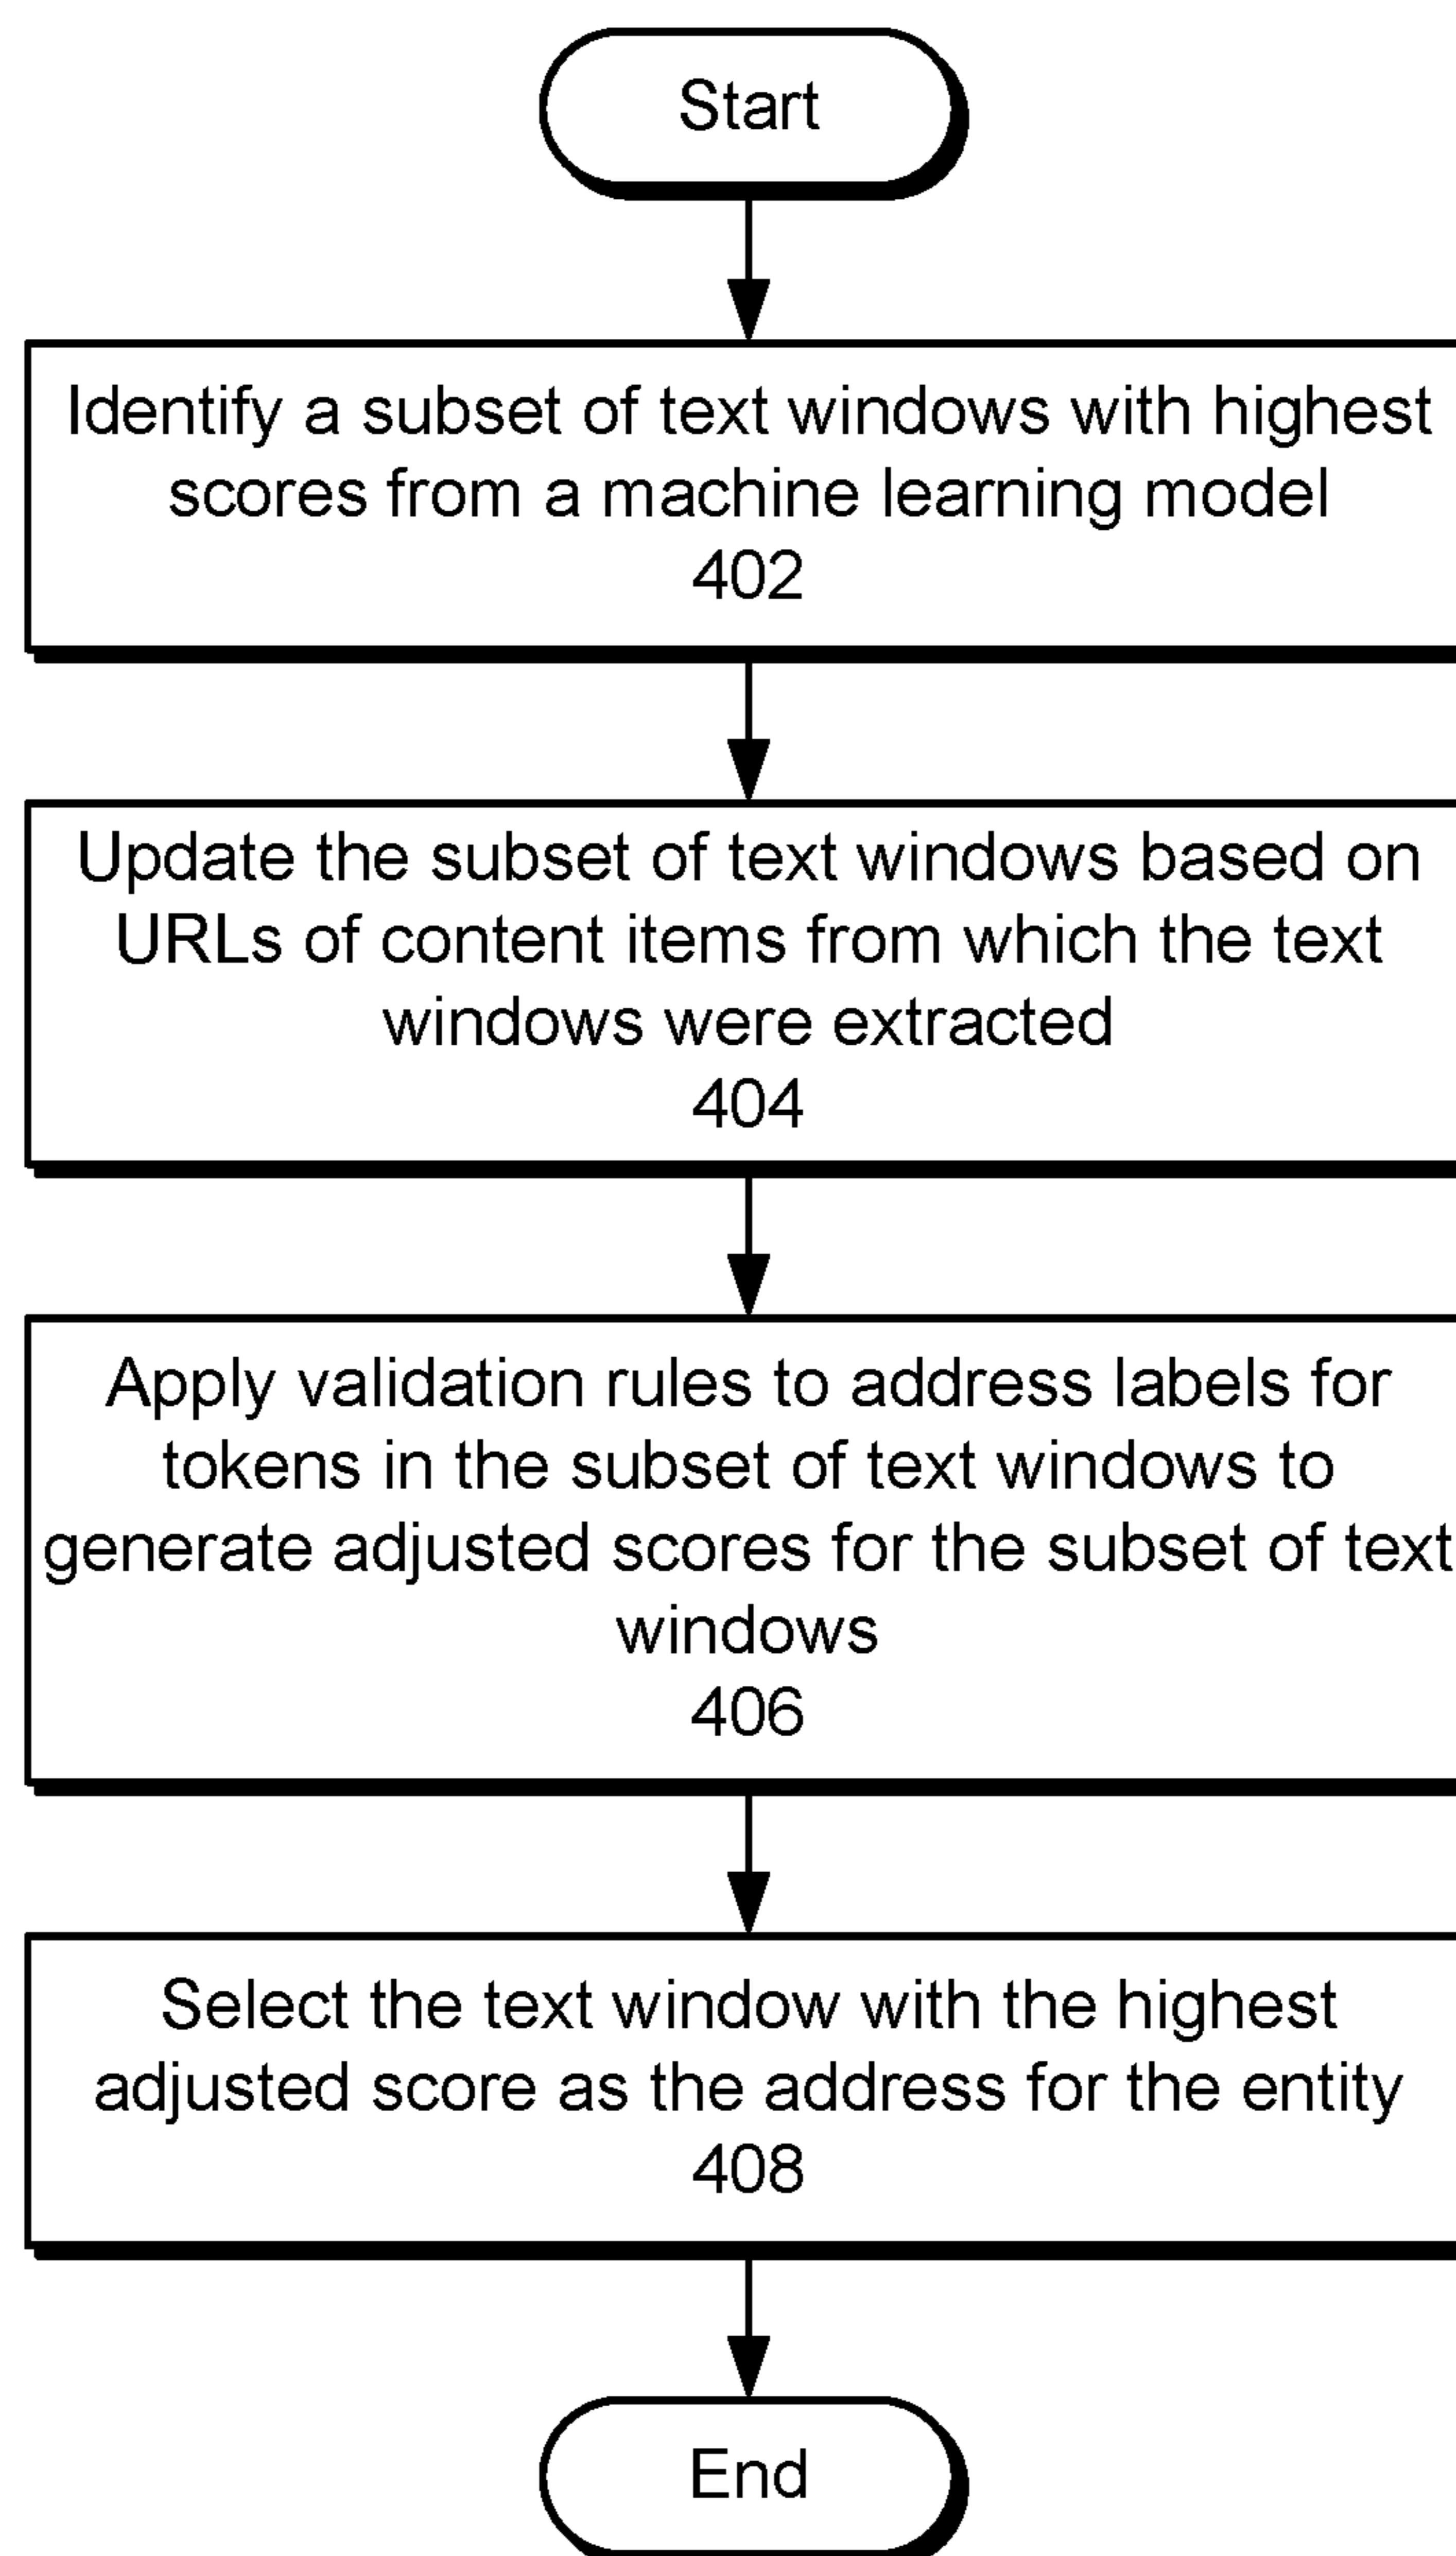 Start
Identify a subset of text windows with highest
scores from a machine learning model
402
Update the subset of text windows based on
URLs of content items from which the text
windows were extracted
404
Apply validation rules to address labels for
tokens in the subset of text windows to
generate adjusted scores for the subset of text
windows
406
Select the text window with the highest
adjusted score as the address for the entity
408
End